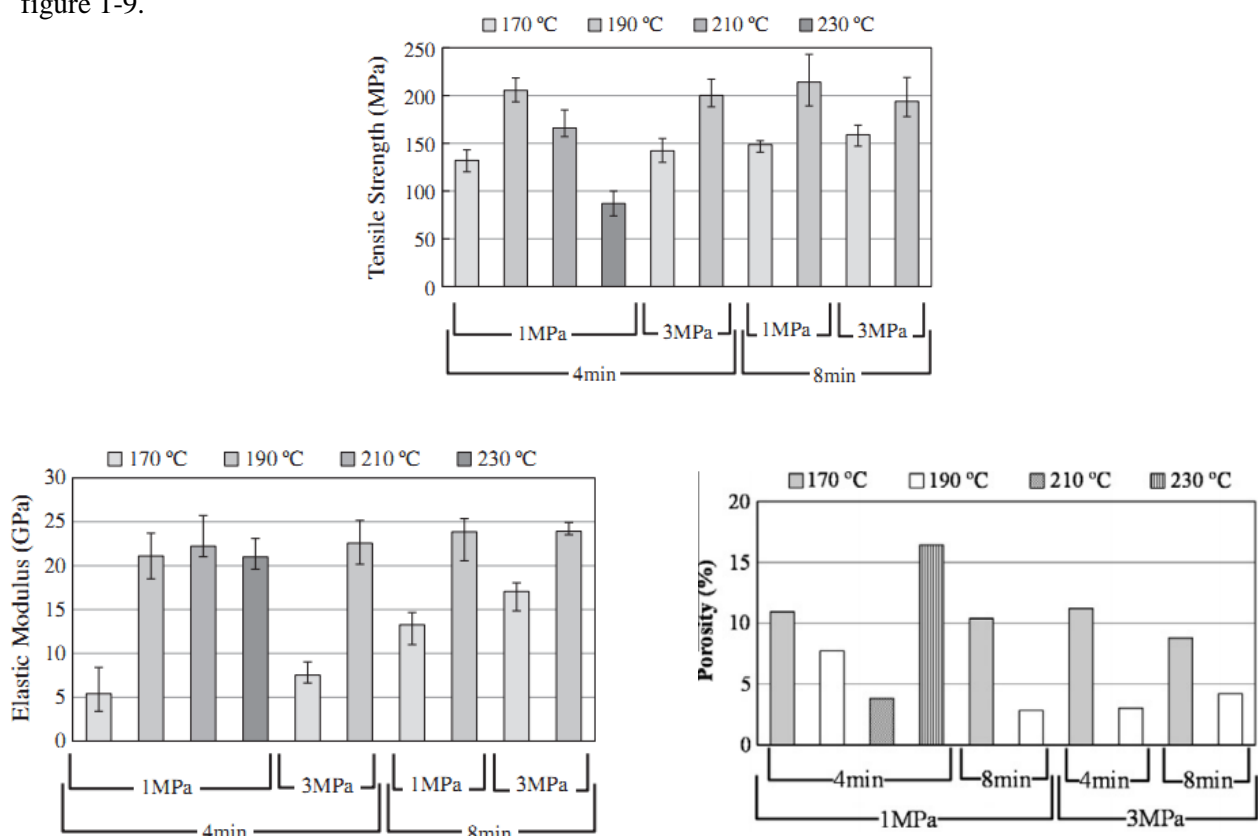 figure 1-9.
170 ºC 190 ºC 210 ºC 230 ºC
Tensile Strength (MPa)
250
200
150
100
50
0
1MPa 3MPa 1MPa 3MPa
4min 8min
170 ºC 190 ºC 210 ºC 230 ºC
Elastic Modulus (GPa)
30
25
20
15
10
5
0
1MPa 3MPa 1MPa 3MPa
4min 8min
170 ºC 190 ºC 210 ºC 230 ºC
Porosity (%)
20
15
10
5
0
4min 8min 4min 8min
1MPa 3MPa